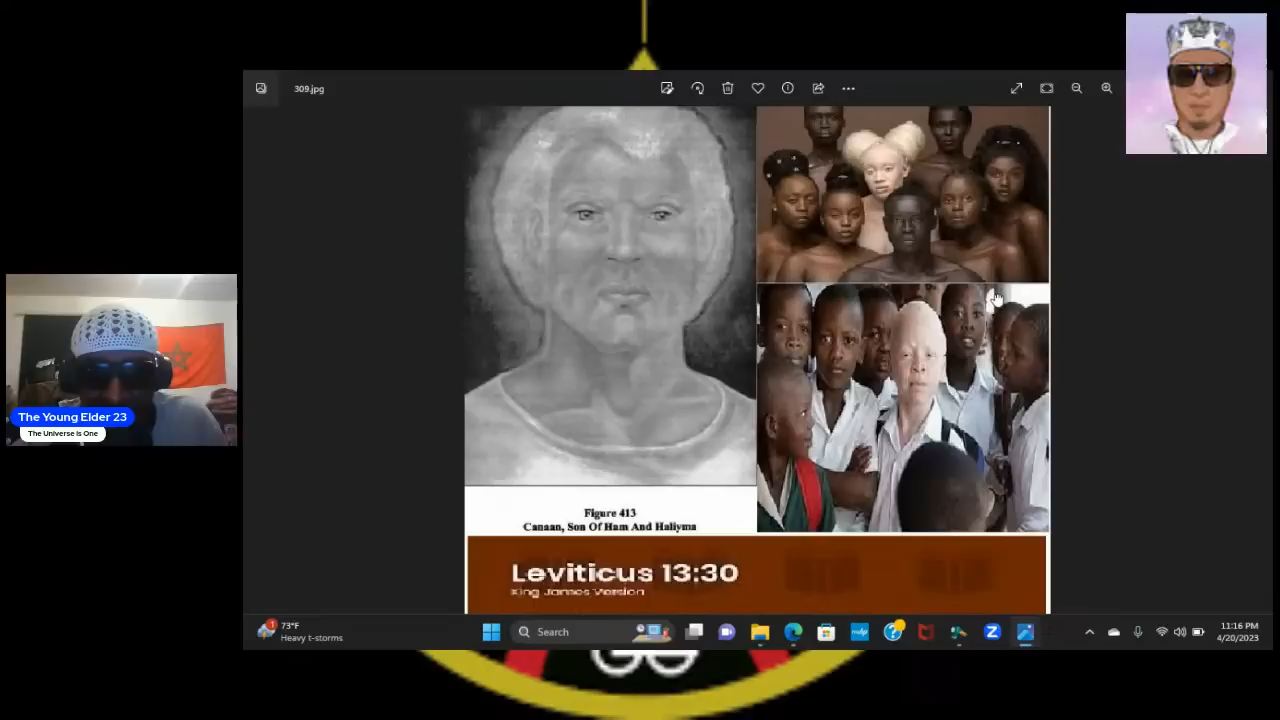 309.jpg
The Young Elder 23
The Universe is One
Figure 413
Canaan, Son Of Ham And Haliyma
Leviticus 13:30
King James Version
1
73°F
Heavy t-storms
Search
11:16 PM
4/20/2023